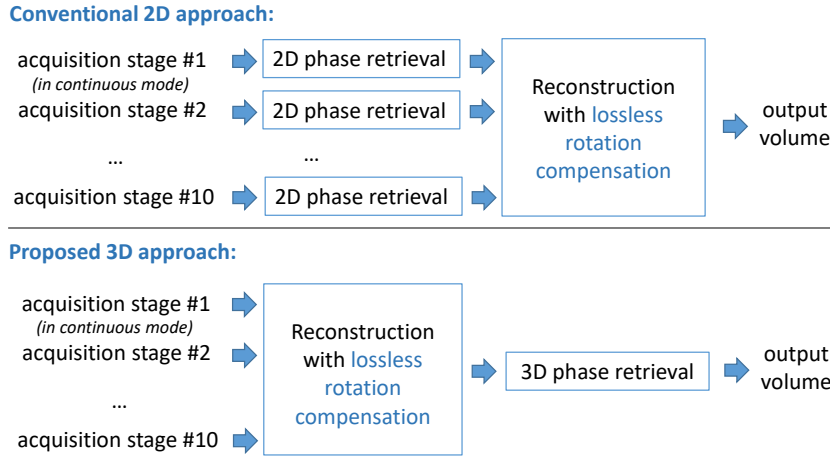 Conventional 2D approach:
acquisition stage #1
(in continuous mode)
acquisition stage #2
...
acquisition stage #10
2D phase retrieval
2D phase retrieval
...
2D phase retrieval
Reconstruction
with lossless
rotation
compensation
output
volume
Proposed 3D approach:
acquisition stage #1
(in continuous mode)
acquisition stage #2
...
acquisition stage #10
Reconstruction
with lossless
rotation
compensation
3D phase retrieval
output
volume